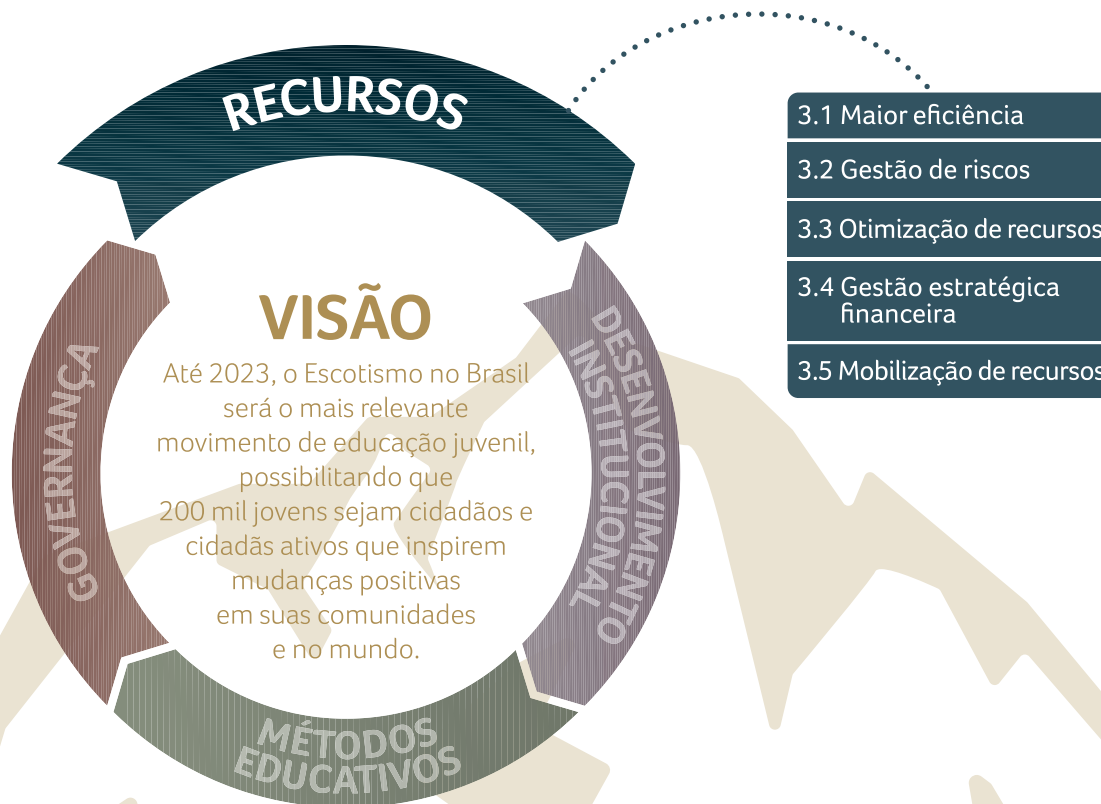 RECURSOS
3.1 Maior eficiência
3.2 Gestão de riscos
3.3 Otimização de recursos
3.4 Gestão estratégica
financeira
3.5 Mobilização de recursos
GOVERNANÇA
VISÃO
Até 2023, o Escotismo no Brasil
será o mais relevante
movimento de educação juvenil,
possibilitando que
200 mil jovens sejam cidadãos e
cidadãs ativos que inspirem
mudanças positivas
em suas comunidades
e no mundo.
DESENVOLVIMENTO
INSTITUCIONAL
MÉTODOS
EDUCATIVOS